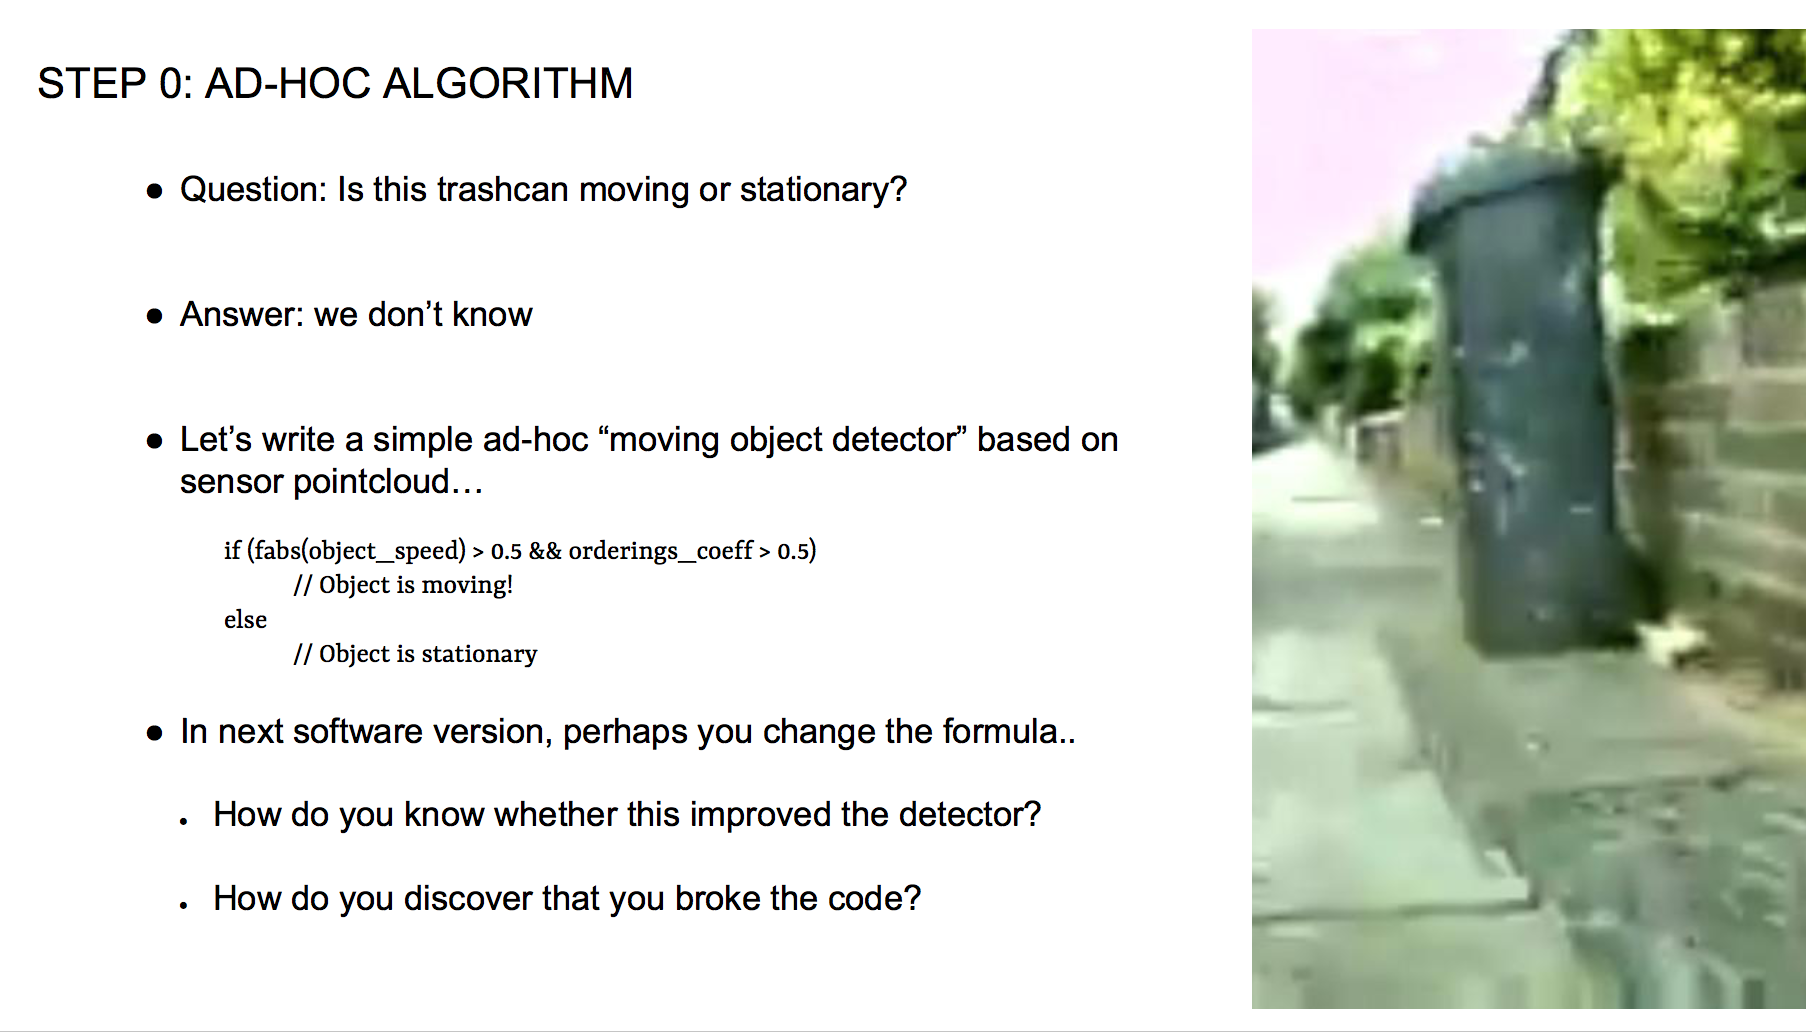 STEP 0: AD-HOC ALGORITHM
● Question: Is this trashcan moving or stationary?
● Answer: we don’t know
● Let’s write a simple ad-hoc “moving object detector” based on
sensor pointcloud…
if (fabs(object_speed) > 0.5 && orderings_coeff > 0.5)
// Object is moving!
else
// Object is stationary
● In next software version, perhaps you change the formula..
• How do you know whether this improved the detector?
• How do you discover that you broke the code?